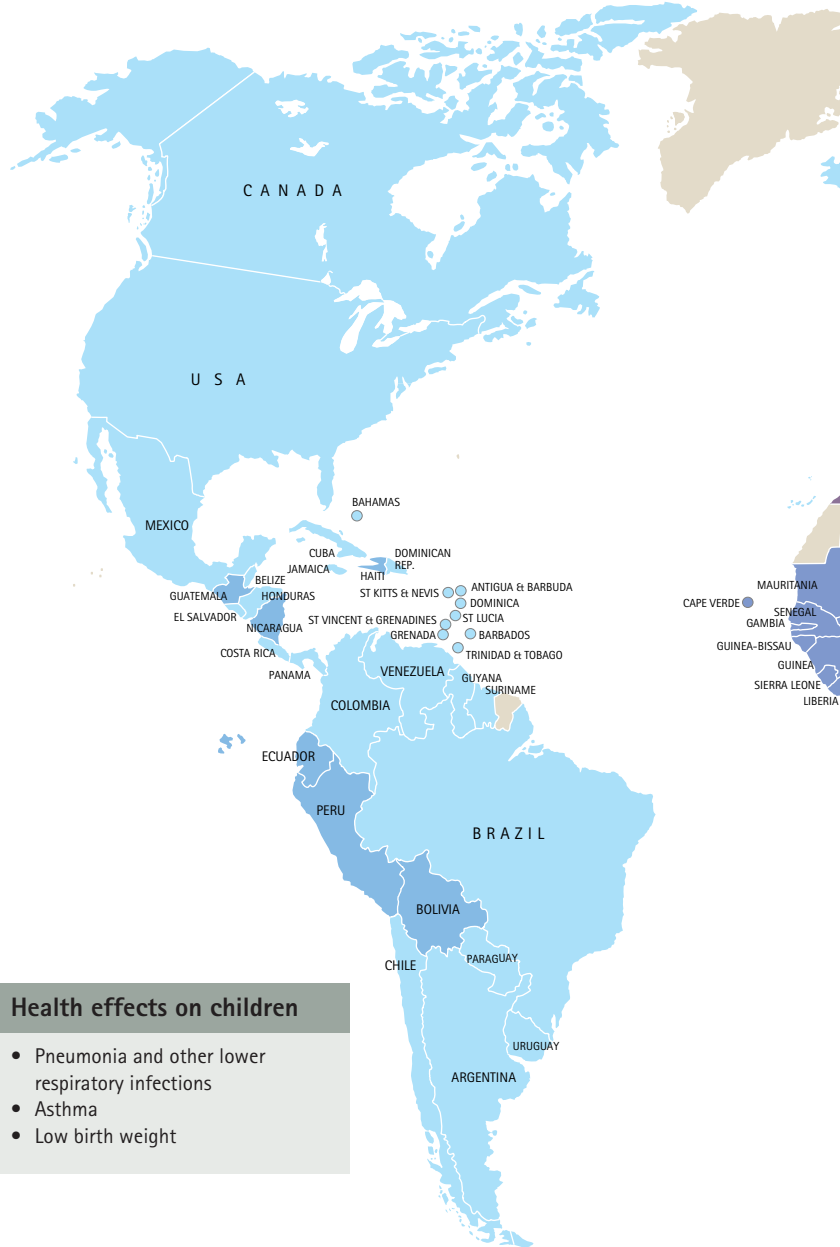 CANADA
USA
BAHAMAS
MEXICO
CUBA
DOMINICAN
REP.
JAMAICA
HAITI
BELIZE
MAURITANIA
ANTIGUA & BARBUDA
ST KITTS & NEVIS
GUATEMALA
HONDURAS
DOMINICA
CAPE VERDE
SENEGAL
EL SALVADOR
ST VINCENT & GRENADINES
ST LUCIA
GAMBIA
NICARAGUA
GRENADA
BARBADOS
GUINEA-BISSAU
COSTA RICA
TRINIDAD & TOBAGO
GUINEA
PANAMA
VENEZUELA
GUYANA
SIERRA LEONE
SURINAME
LIBERIA
COLOMBIA
ECUADOR
PERU
BRAZIL
BOLIVIA
PARAGUAY
CHILE
URUGUAY
ARGENTINA
Health effects on children
• Pneumonia and other lower
respiratory infections
• Asthma
• Low birth weight